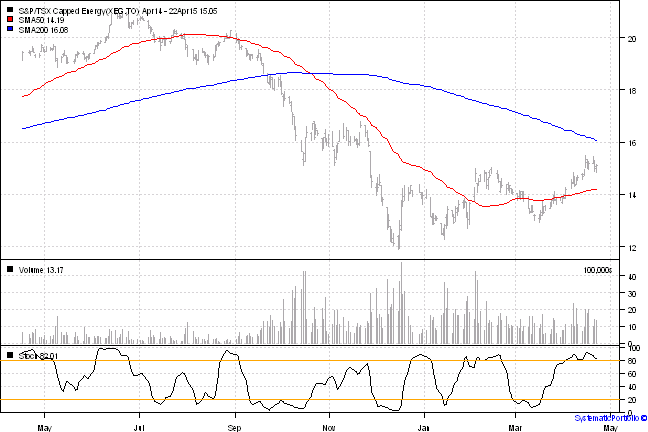 S&P/TSX Capped Energy(XEG.TO) Apr14 - 22Apr15 15.05
SMA50 14.19
SMA200 16.08
20
18
16
14
12
Volume 13.17
100,000s
40
30
20
10
0
Stoch 82.01
100
80
60
40
20
0
May Jul Sep Nov Jan Mar May
SystematicPortfolio ©